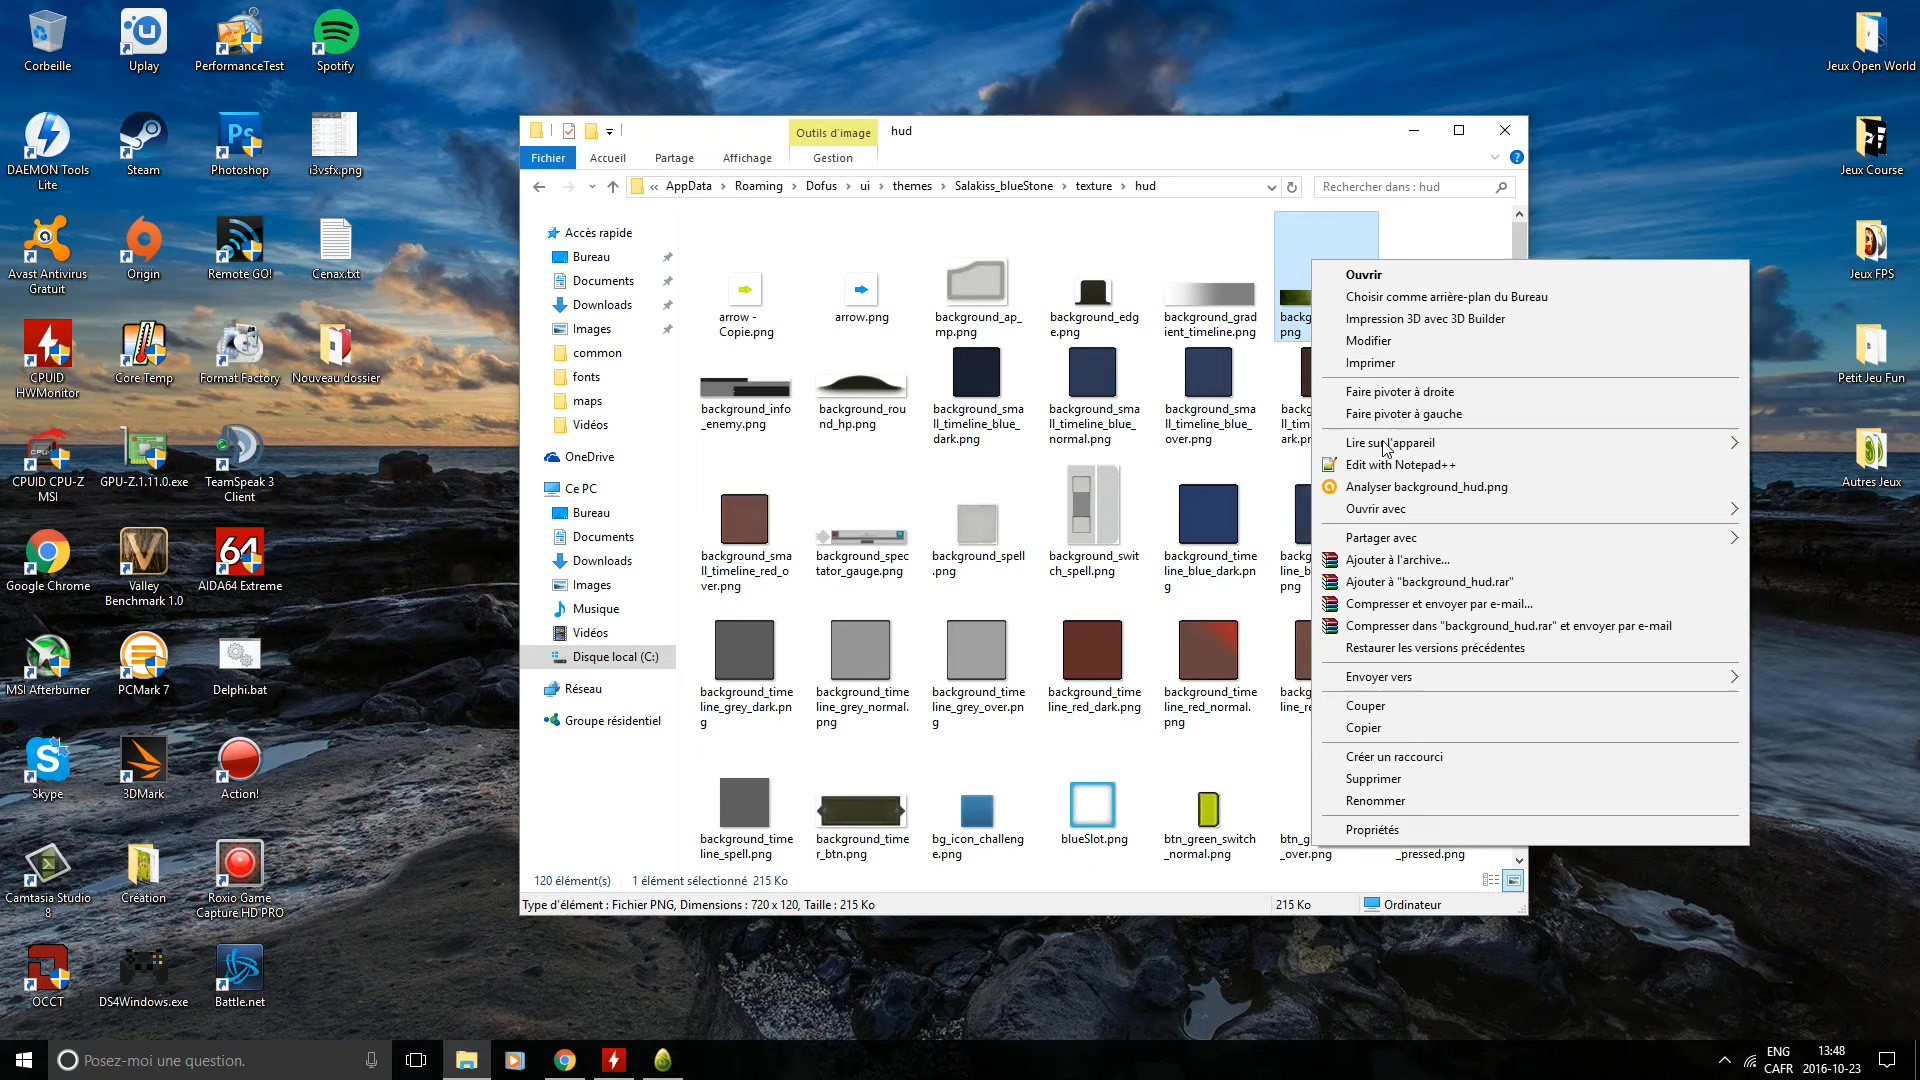 Corbeille
Uplay
PerformanceTest
Spotify
Jeux Open World
DAEMON Tools
Lite
Steam
Photoshop
i3vsfx.png
Jeux Course
Avast Antivirus
Gratuit
Origin
Remote GO!
Cenax.txt
Jeux FPS
CPUID
HWMonitor
Core Temp
Format Factory
Nouveau dossier
Petit Jeu Fun
CPUID CPU-Z
MSI
GPU-Z.1.11.0.exe
TeamSpeak 3
Client
Autres Jeux
Google Chrome
Valley
Benchmark 1.0
AIDA64 Extreme
64
MSI Afterburner
PCMark 7
Delphi.bat
Skype
3DMark
Action!
Camtasia Studio
8
Création
Roxio Game
Capture HD PRO
OCCT
DS4Windows.exe
Battle.net
Outils d'image
hud
Fichier
Accueil
Partage
Affichage
Gestion
« AppData > Roaming > Dofus > ui > themes > Salakiss_blueStone > texture > hud
Rechercher dans : hud
Accès rapide
Bureau
Documents
Downloads
Images
common
fonts
maps
Vidéos
OneDrive
Ce PC
Bureau
Documents
Downloads
Images
Musique
Vidéos
Disque local (C:)
Réseau
Groupe résidentiel
arrow -
Copie.png
arrow.png
background_ap_
mp.png
background_edg
e.png
background_grad
ient_timeline.png
backg
png
background_info
_enemy.png
background_rou
nd_hp.png
background_sma
ll_timeline_blue_
dark.png
background_sma
ll_timeline_blue_
normal.png
background_sma
ll_timeline_blue_
over.png
backg
ll_tim
ark.pn
background_sma
ll_timeline_red_o
ver.png
background_spec
tator_gauge.png
background_spell
.png
background_swit
ch_spell.png
background_time
line_blue_dark.pn
g
backg
line_b
png
background_time
line_grey_dark.pn
g
background_time
line_grey_normal.
png
background_time
line_grey_over.pn
g
background_time
line_red_dark.png
background_time
line_red_normal.
png
backg
line_re
background_time
line_spell.png
background_time
r_btn.png
bg_icon_challeng
e.png
blueSlot.png
btn_green_switch
_normal.png
btn_g
_over.png
_pressed.png
Ouvrir
Choisir comme arrière-plan du Bureau
Impression 3D avec 3D Builder
Modifier
Imprimer
Faire pivoter à droite
Faire pivoter à gauche
Lire sur l'appareil
Edit with Notepad++
Analyser background_hud.png
Ouvrir avec
Partager avec
Ajouter à l'archive...
Ajouter à "background_hud.rar"
Compresser et envoyer par e-mail...
Compresser dans "background_hud.rar" et envoyer par e-mail
Restaurer les versions précédentes
Envoyer vers
Couper
Copier
Créer un raccourci
Supprimer
Renommer
Propriétés
120 élément(s)
1 élément sélectionné 215 Ko
Type d'élément : Fichier PNG, Dimensions : 720 x 120, Taille : 215 Ko
215 Ko
Ordinateur
Posez-moi une question.
ENG
CAFR
13:48
2016-10-23